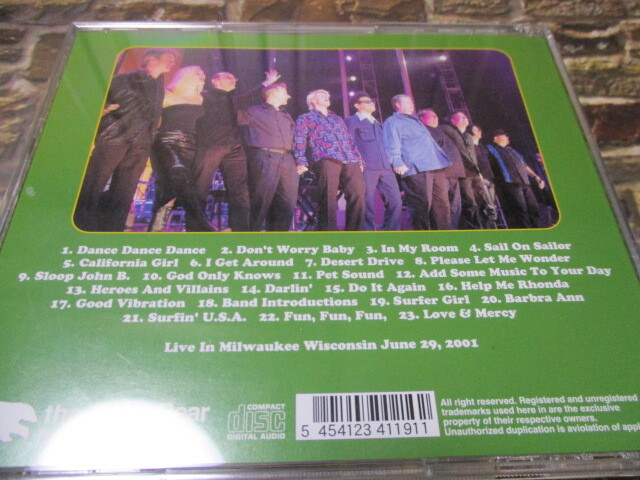 1. Dance Dance Dance 2. Don't Worry Baby 3. In My Room 4. Sail On Sailor
5. California Girl 6. I Get Around 7. Desert Drive 8. Please Let Me Wonder
9. Sloop John B. 10. God Only Knows 11. Pet Sound 12. Add Some Music To Your Day
13. Heroes And Villains 14. Darlin' 15. Do It Again 16. Help Me Rhonda
17. Good Vibration 18. Band Introductions 19. Surfer Girl 20. Barbra Ann
21. Surfin' U.S.A. 22. Fun, Fun, Fun, 23. Love & Mercy
Live In Milwaukee Wisconsin June 29, 2001
COMPACT
disc
DIGITAL AUDIO
5 454123 411911
All right reserved. Registered and unregistered
trademarks used here in are the exclusive
property of their respective owners.
Unauthorized duplication is aviolation of